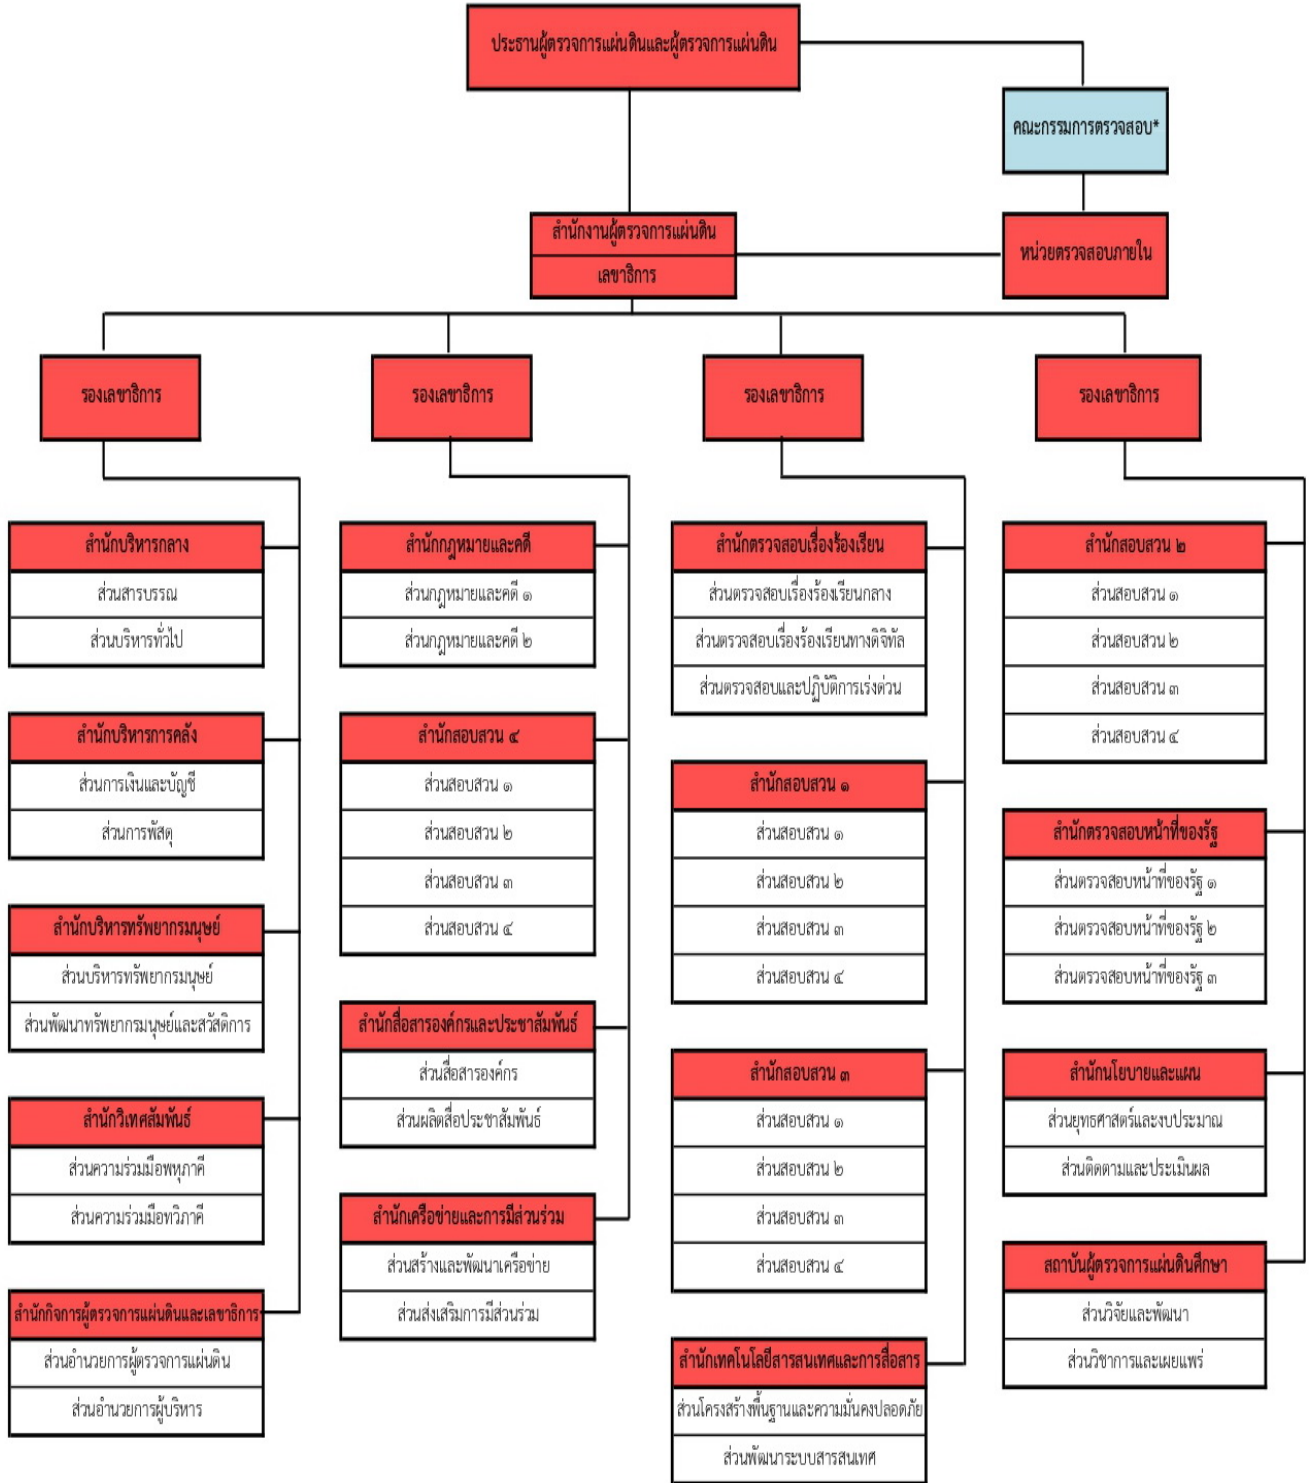 ประธานผู้ตรวจการแผ่นดินและผู้ตรวจการแผ่นดิน
คณะกรรมการตรวจสอบ*
สำนักงานผู้ตรวจการแผ่นดิน
เลขาธิการ
หน่วยตรวจสอบภายใน
รองเลขาธิการ
รองเลขาธิการ
รองเลขาธิการ
รองเลขาธิการ
สำนักบริหารกลาง
ส่วนสารบรรณ
ส่วนบริหารทั่วไป
สำนักบริหารการคลัง
ส่วนการเงินและบัญชี
ส่วนการพัสดุ
สำนักบริหารทรัพยากรมนุษย์
ส่วนบริหารทรัพยากรมนุษย์
ส่วนพัฒนาทรัพยากรมนุษย์และสวัสดิการ
สำนักวิเทศสัมพันธ์
ส่วนความร่วมมือพหุภาคี
ส่วนความร่วมมือทวิภาคี
สำนักกิจการผู้ตรวจการแผ่นดินและเลขาธิการ
ส่วนอำนวยการผู้ตรวจการแผ่นดิน
ส่วนอำนวยการผู้บริหาร
สำนักกฎหมายและคดี
ส่วนกฎหมายและคดี ๑
ส่วนกฎหมายและคดี ๒
สำนักสอบสวน ๔
ส่วนสอบสวน ๑
ส่วนสอบสวน ๒
ส่วนสอบสวน ๓
ส่วนสอบสวน ๔
สำนักสื่อสารองค์กรและประชาสัมพันธ์
ส่วนสื่อสารองค์กร
ส่วนผลิตสื่อประชาสัมพันธ์
สำนักเครือข่ายและการมีส่วนร่วม
ส่วนสร้างและพัฒนาเครือข่าย
ส่วนส่งเสริมการมีส่วนร่วม
สำนักตรวจสอบเรื่องร้องเรียน
ส่วนตรวจสอบเรื่องร้องเรียนกลาง
ส่วนตรวจสอบเรื่องร้องเรียนทางดิจิทัล
ส่วนตรวจสอบและปฏิบัติการเร่งด่วน
สำนักสอบสวน ๑
ส่วนสอบสวน ๑
ส่วนสอบสวน ๒
ส่วนสอบสวน ๓
ส่วนสอบสวน ๔
สำนักสอบสวน ๓
ส่วนสอบสวน ๑
ส่วนสอบสวน ๒
ส่วนสอบสวน ๓
ส่วนสอบสวน ๔
สำนักเทคโนโลยีสารสนเทศและการสื่อสาร
ส่วนโครงสร้างพื้นฐานและความมั่นคงปลอดภัย
ส่วนพัฒนาระบบสารสนเทศ
สำนักสอบสวน ๒
ส่วนสอบสวน ๑
ส่วนสอบสวน ๒
ส่วนสอบสวน ๓
ส่วนสอบสวน ๔
สำนักตรวจสอบหน้าที่ของรัฐ
ส่วนตรวจสอบหน้าที่ของรัฐ ๑
ส่วนตรวจสอบหน้าที่ของรัฐ ๒
ส่วนตรวจสอบหน้าที่ของรัฐ ๓
สำนักนโยบายและแผน
ส่วนยุทธศาสตร์และงบประมาณ
ส่วนติดตามและประเมินผล
สถาบันผู้ตรวจการแผ่นดินศึกษา
ส่วนวิจัยและพัฒนา
ส่วนวิชาการและเผยแพร่